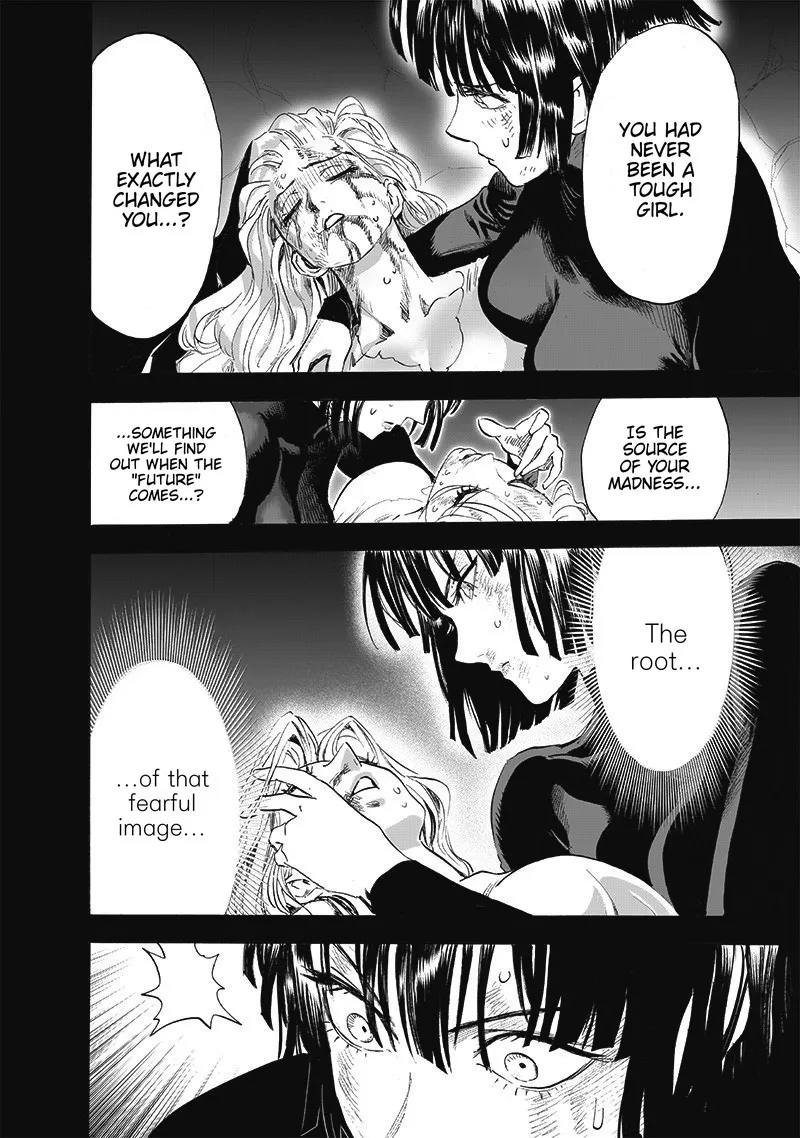 YOU HAD
NEVER
BEEN A
TOUGH
GIRL.
WHAT
EXACTLY
CHANGED
YOU...?
IS THE
SOURCE
OF YOUR
MADNESS...
...SOMETHING
WE'LL FIND
OUT WHEN THE
"FUTURE"
COMES...?
The
root...
...of that
fearful
image...